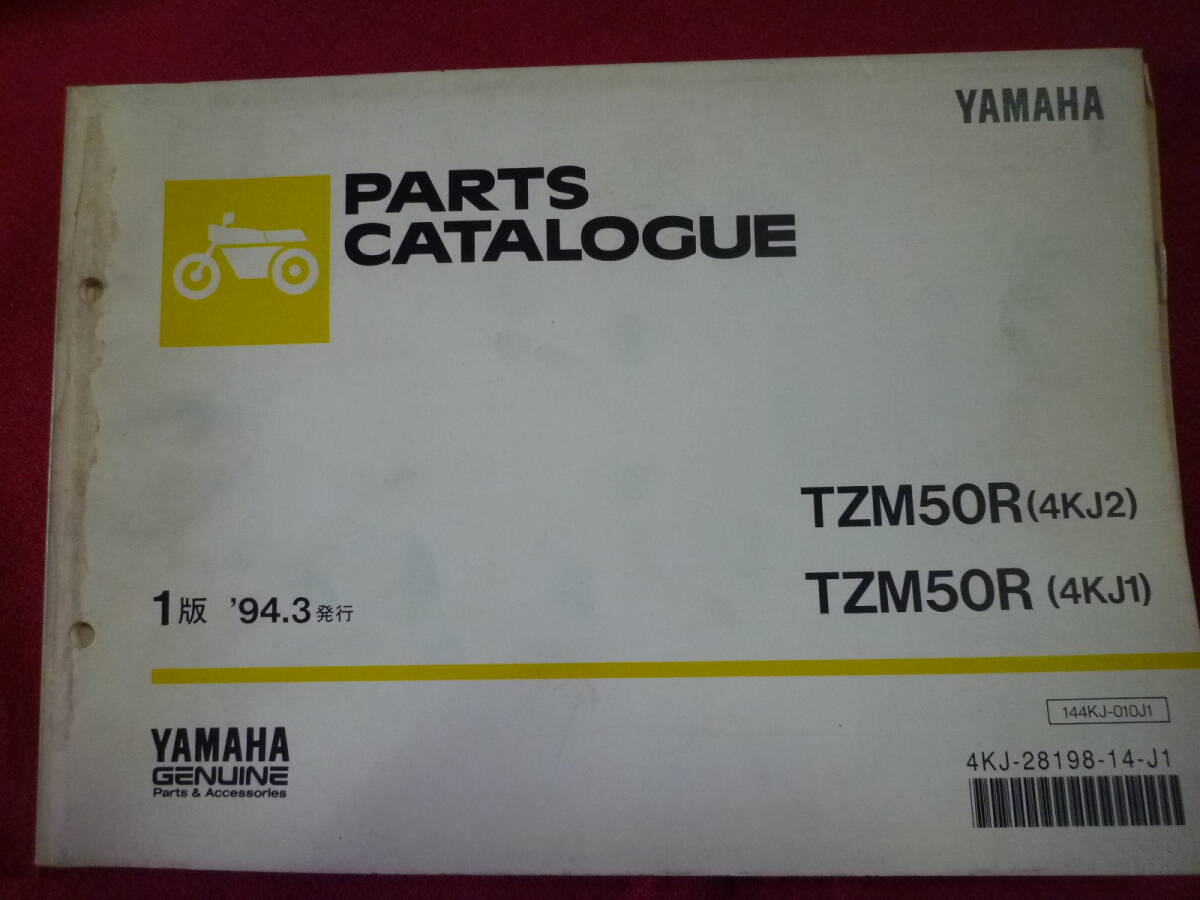 YAMAHA
PARTS
CATALOGUE
TZM50R(4KJ2)
TZM50R (4KJ1)
1版 '94.3発行
144KJ-010J1
4KJ-28198-14-J1
YAMAHA
GENUINE
Parts & Accessories